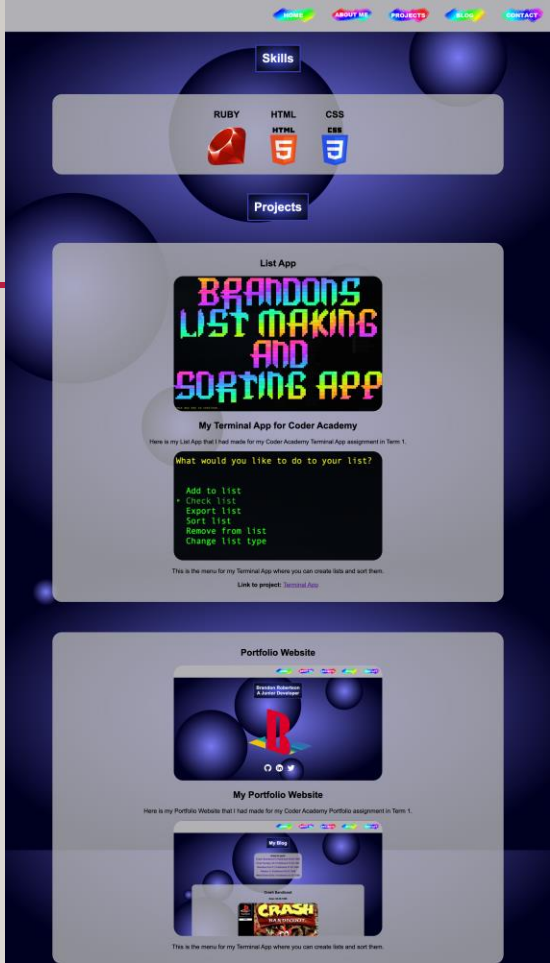 HOME ABOUT ME PROJECTS BLOG CONTACT
Skills
RUBY HTML CSS
HTML CSS
5 3
Projects
List App
BRANDONS
LIST MAKING
AND
SORTING APP
My Terminal App for Coder Academy
Here is my List App that I had made for my Coder Academy Terminal App assignment in Term 1.
What would you like to do to your list?
Add to list
‣ Check list
Export list
Sort list
Remove from list
Change list type
This is the menu for my Terminal App where you can create lists and sort them.
Link to project: Terminal App
Portfolio Website
Brandon Robertson
A Junior Developer
My Portfolio Website
Here is my Portfolio Website that I had made for my Coder Academy Portfolio assignment in Term 1.
My Blog
Crash Bandicoot
CRASH
BANDICOOT
This is the menu for my Terminal App where you can create lists and sort them.